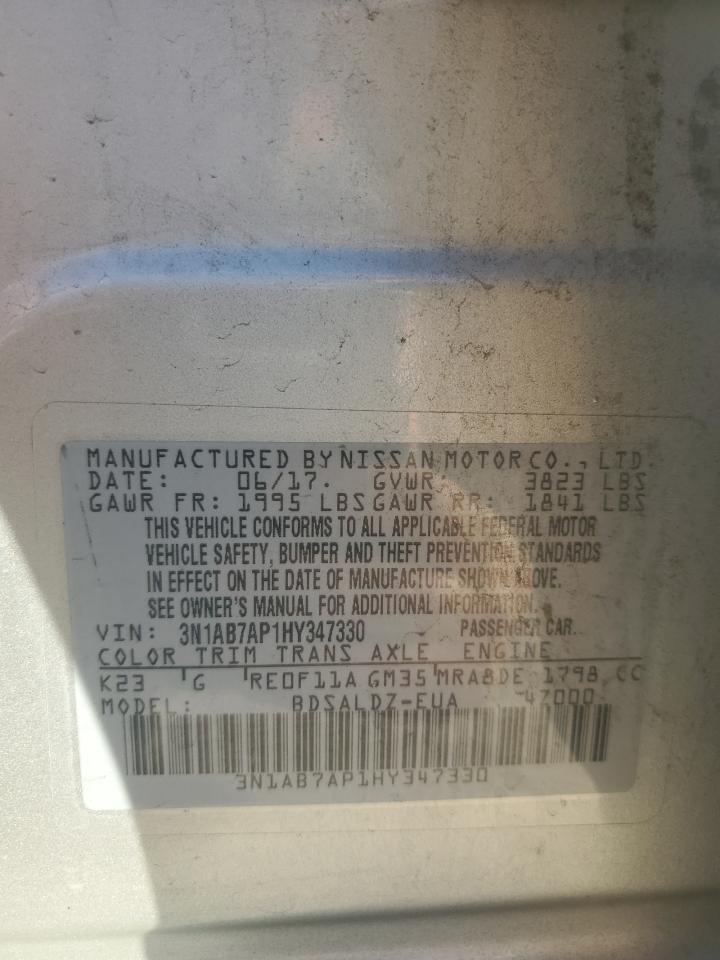 MANUFACTURED BY NISSAN MOTOR CO., LTD.
DATE: 06/17. GVWR: 3823 LBS
GAWR FR: 1995 LBS GAWR RR: 1841 LBS
THIS VEHICLE CONFORMS TO ALL APPLICABLE FEDERAL MOTOR
VEHICLE SAFETY, BUMPER AND THEFT PREVENTION STANDARDS
IN EFFECT ON THE DATE OF MANUFACTURE SHOWN ABOVE.
SEE OWNER'S MANUAL FOR ADDITIONAL INFORMATION.
VIN: 3N1AB7AP1HY347330 PASSENGER CAR.
COLOR TRIM TRANS AXLE ENGINE
K23 G RE0F11A GM35 MRA8DE 1798 CC
MODEL: BDSALDZ-EUA 47000
3N1AB7AP1HY347330